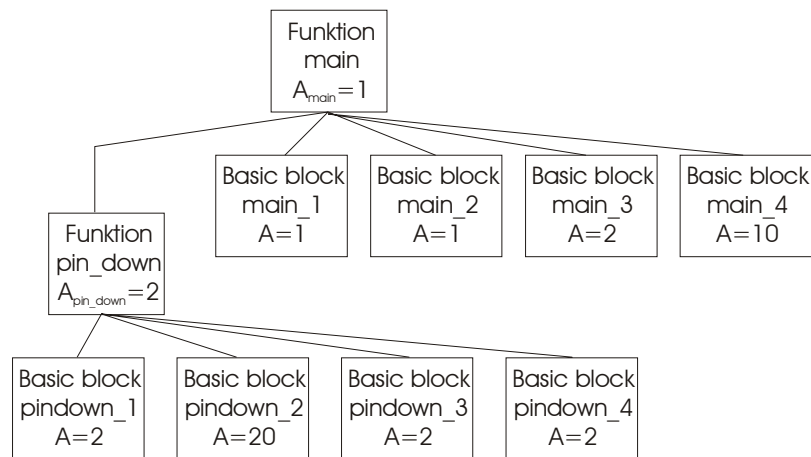 Funktion
main
Amain=1
Basic block
main_1
A=1
Basic block
main_2
A=1
Basic block
main_3
A=2
Basic block
main_4
A=10
Funktion
pin_down
Apin_down=2
Basic block
pindown_1
A=2
Basic block
pindown_2
A=20
Basic block
pindown_3
A=2
Basic block
pindown_4
A=2